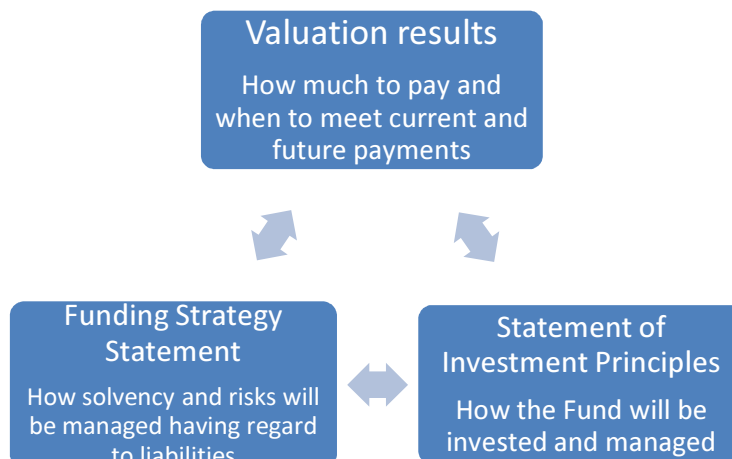 Valuation results
How much to pay and
when to meet current and
future payments
Funding Strategy
Statement
How solvency and risks will
be managed having regard
to liabilities
Statement of
Investment Principles
How the Fund will be
invested and managed